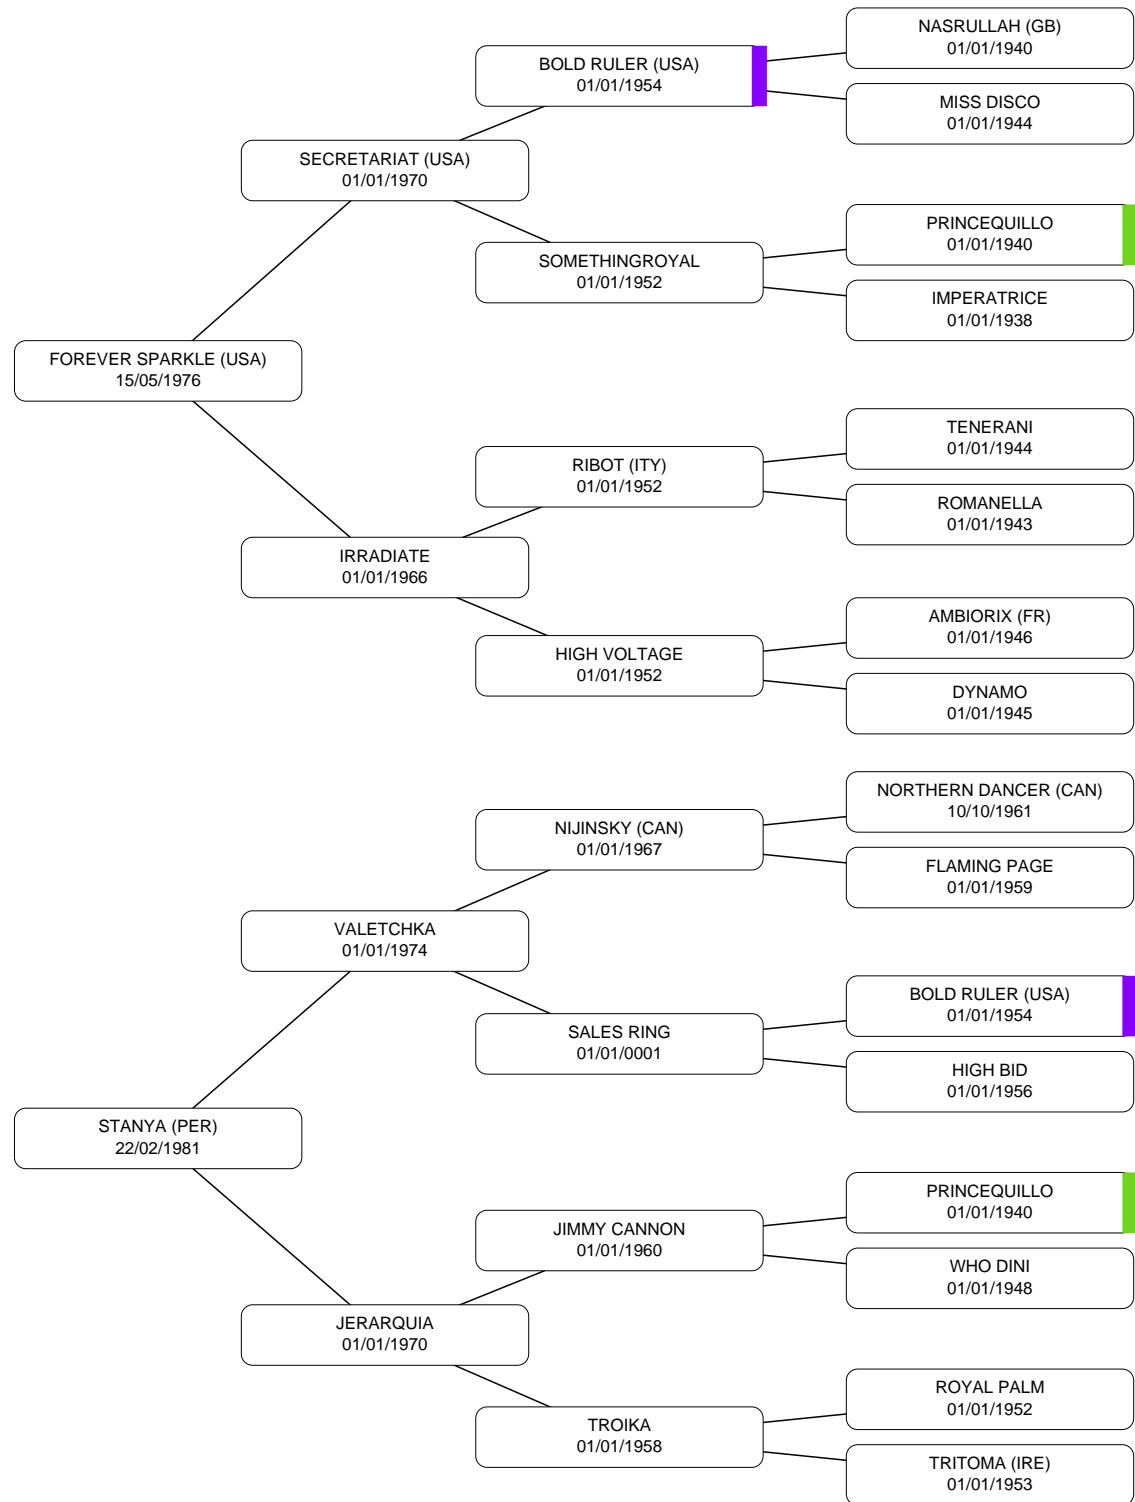 NASRULLAH (GB)
01/01/1940
BOLD RULER (USA)
01/01/1954
MISS DISCO
01/01/1944
SECRETARIAT (USA)
01/01/1970
PRINCEQUILLO
01/01/1940
SOMETHINGROYAL
01/01/1952
IMPERATRICE
01/01/1938
FOREVER SPARKLE (USA)
15/05/1976
TENERANI
01/01/1944
RIBOT (ITY)
01/01/1952
ROMANELLA
01/01/1943
IRRADIATE
01/01/1966
AMBIORIX (FR)
01/01/1946
HIGH VOLTAGE
01/01/1952
DYNAMO
01/01/1945
NORTHERN DANCER (CAN)
10/10/1961
NIJINSKY (CAN)
01/01/1967
FLAMING PAGE
01/01/1959
VALETCHKA
01/01/1974
BOLD RULER (USA)
01/01/1954
SALES RING
01/01/0001
HIGH BID
01/01/1956
STANYA (PER)
22/02/1981
PRINCEQUILLO
01/01/1940
JIMMY CANNON
01/01/1960
WHO DINI
01/01/1948
JERARQUIA
01/01/1970
ROYAL PALM
01/01/1952
TROIKA
01/01/1958
TRITOMA (IRE)
01/01/1953